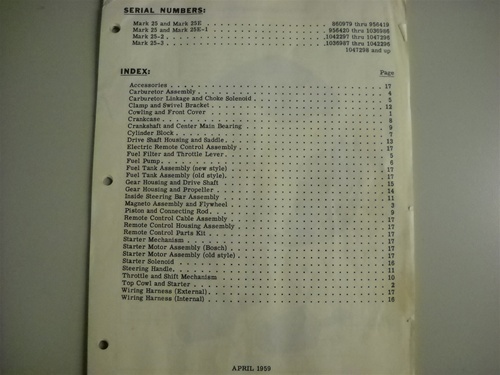 SERIAL NUMBERS:
Mark 25 and Mark 25E . . . . . . . . . . . . . . . . . . . . 860979 thru 956419
Mark 25 and Mark 25E-1 . . . . . . . . . . . . . . . . . . . 956420 thru 1036986
Mark 25-2 . . . . . . . . . . . . . . . . . . . . 1042297 thru 1047296
Mark 25-3 . . . . . . . . . . . . . . . . . . . . 1036987 thru 1042296
1047298 and up
INDEX: Page
Accessories . . . . . . . . . . 17
Carburetor Assembly . . . . . . . . . . 4
Carburetor Linkage and Choke Solenoid . . . . . . . . . . 5
Clamp and Swivel Bracket . . . . . . . . . . 12
Cowling and Front Cover . . . . . . . . . . 1
Crankcase . . . . . . . . . . 8
Crankshaft and Center Main Bearing . . . . . . . . . . 9
Cylinder Block . . . . . . . . . . 7
Drive Shaft Housing and Saddle . . . . . . . . . . 13
Electric Remote Control Assembly . . . . . . . . . . 17
Fuel Filter and Throttle Lever . . . . . . . . . . 5
Fuel Pump . . . . . . . . . . 6
Fuel Tank Assembly (new style) . . . . . . . . . . 17
Fuel Tank Assembly (old style) . . . . . . . . . . 17
Gear Housing and Drive Shaft . . . . . . . . . . 15
Gear Housing and Propeller . . . . . . . . . . 14
Inside Steering Bar Assembly . . . . . . . . . . 11
Magneto Assembly and Flywheel . . . . . . . . . . 3
Piston and Connecting Rod . . . . . . . . . . 9
Remote Control Cable Assembly . . . . . . . . . . 17
Remote Control Housing Assembly . . . . . . . . . . 17
Remote Control Parts Kit . . . . . . . . . . 17
Starter Mechanism . . . . . . . . . . 17
Starter Motor Assembly (Bosch) . . . . . . . . . . 17
Starter Motor Assembly (old style) . . . . . . . . . . 17
Starter Solenoid . . . . . . . . . . 16
Steering Handle . . . . . . . . . . 11
Throttle and Shift Mechanism . . . . . . . . . . 10
Top Cowl and Starter . . . . . . . . . . 2
Wiring Harness (External) . . . . . . . . . . 17
Wiring Harness (Internal) . . . . . . . . . . 16
APRIL 1959